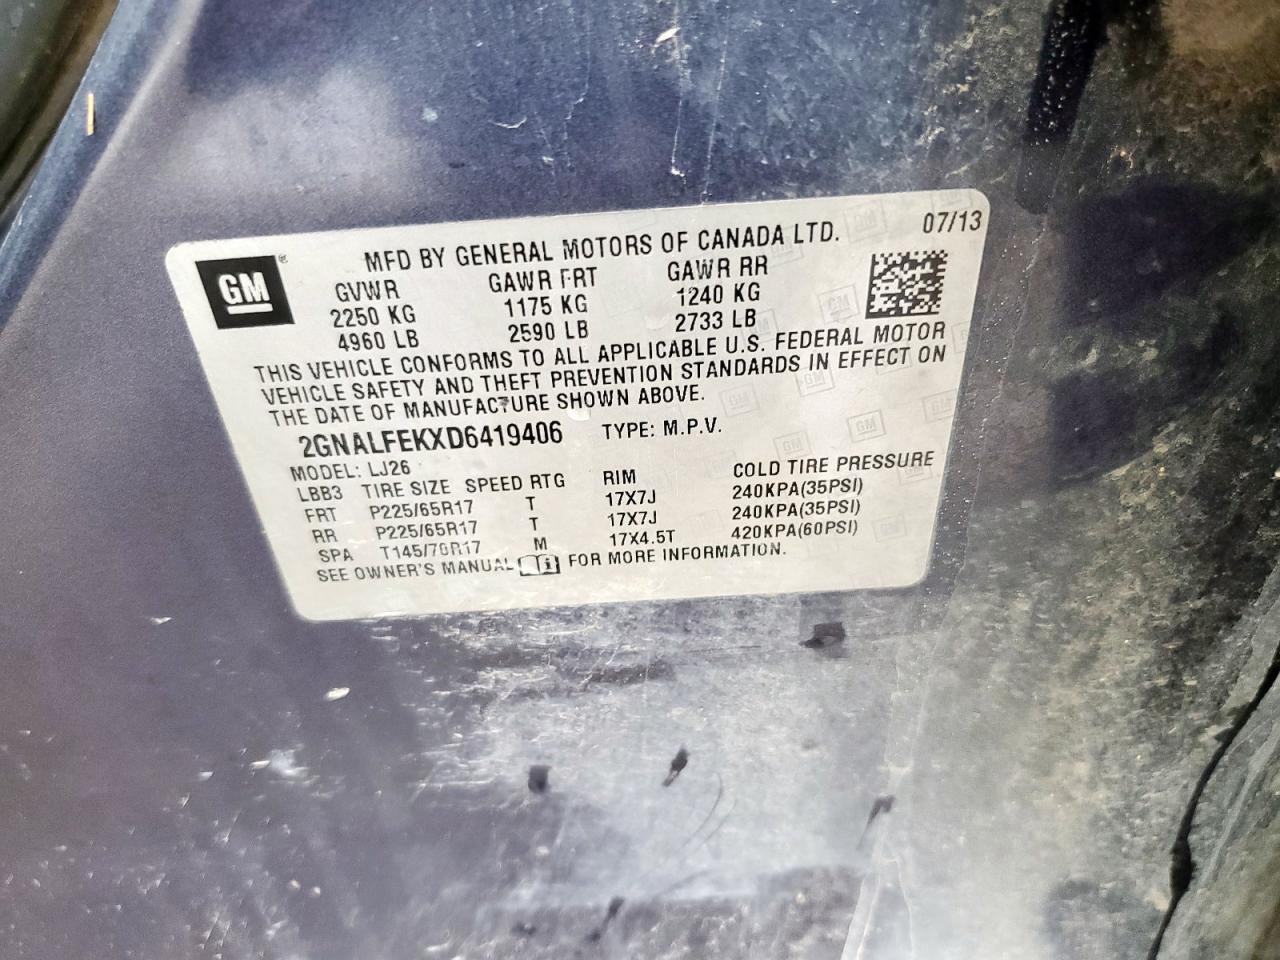 MFD BY GENERAL MOTORS OF CANADA LTD. 07/13
GM®
GVWR GAWR FRT GAWR RR
2250 KG 1175 KG 1240 KG
4960 LB 2590 LB 2733 LB
THIS VEHICLE CONFORMS TO ALL APPLICABLE U.S. FEDERAL MOTOR
VEHICLE SAFETY AND THEFT PREVENTION STANDARDS IN EFFECT ON
THE DATE OF MANUFACTURE SHOWN ABOVE.
2GNALFEKXD6419406 TYPE: M.P.V.
MODEL: LJ26
LBB3 TIRE SIZE SPEED RTG RIM COLD TIRE PRESSURE
FRT P225/65R17 T 17X7J 240KPA(35PSI)
RR P225/65R17 T 17X7J 240KPA(35PSI)
SPA T145/70R17 M 17X4.5T 420KPA(60PSI)
SEE OWNER'S MANUAL FOR MORE INFORMATION.